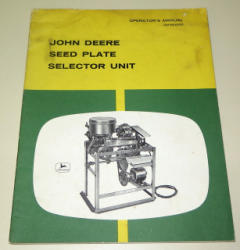 OPERATOR'S MANUAL
JOHN DEERE
SEED PLATE
SELECTOR UNIT